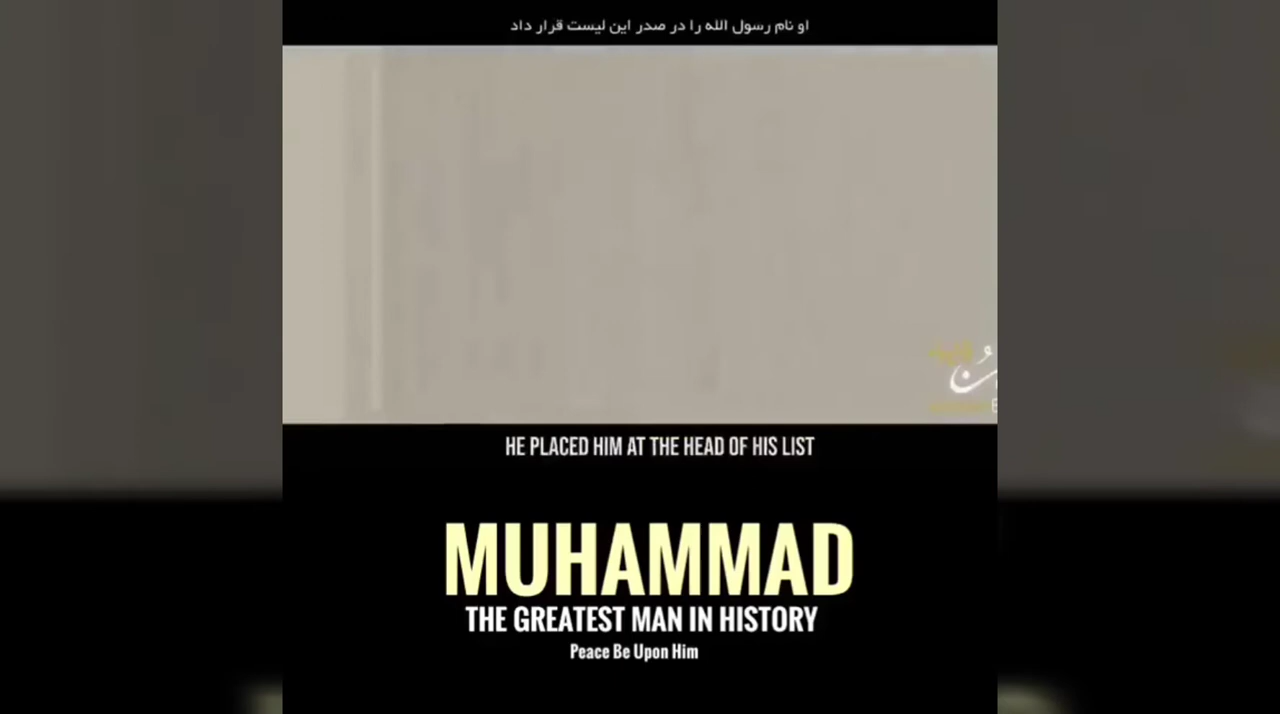 او نام رسول الله را در صدر این لیست قرار داد
HE PLACED HIM AT THE HEAD OF HIS LIST
MUHAMMAD
THE GREATEST MAN IN HISTORY
Peace Be Upon Him